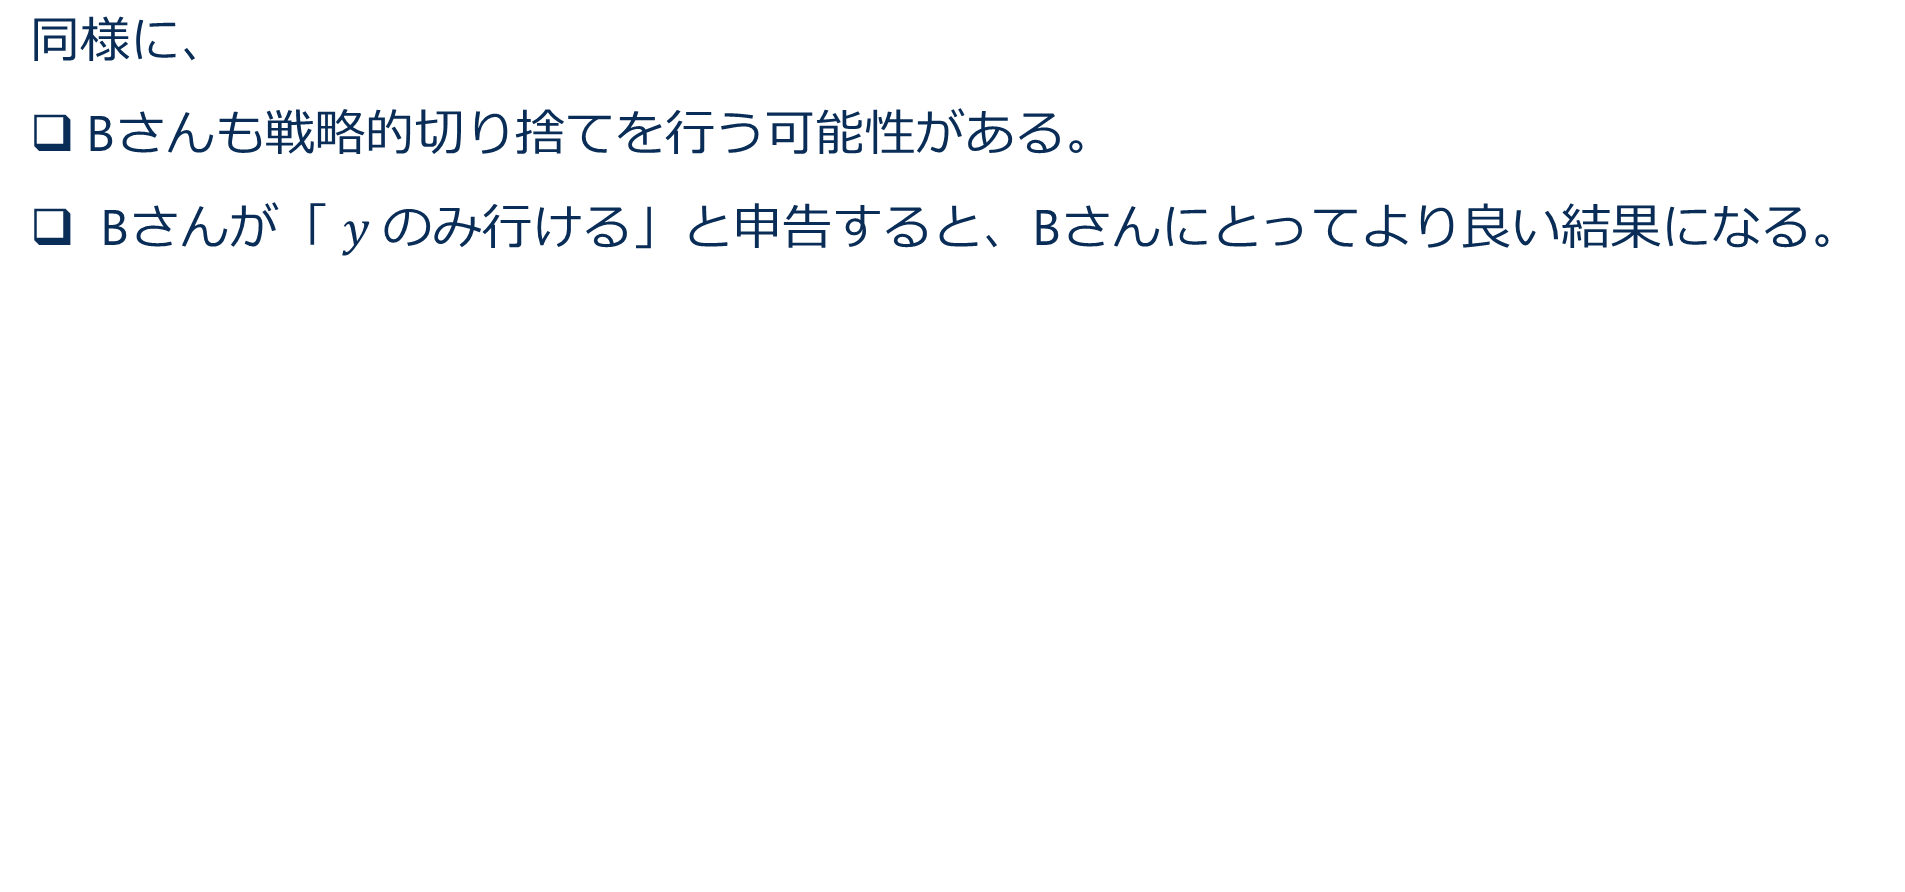 同様に、
❑ Bさんも戦略的切り捨てを行う可能性がある。
❑ Bさんが「 y のみ行ける」と申告すると、Bさんにとってより良い結果になる。